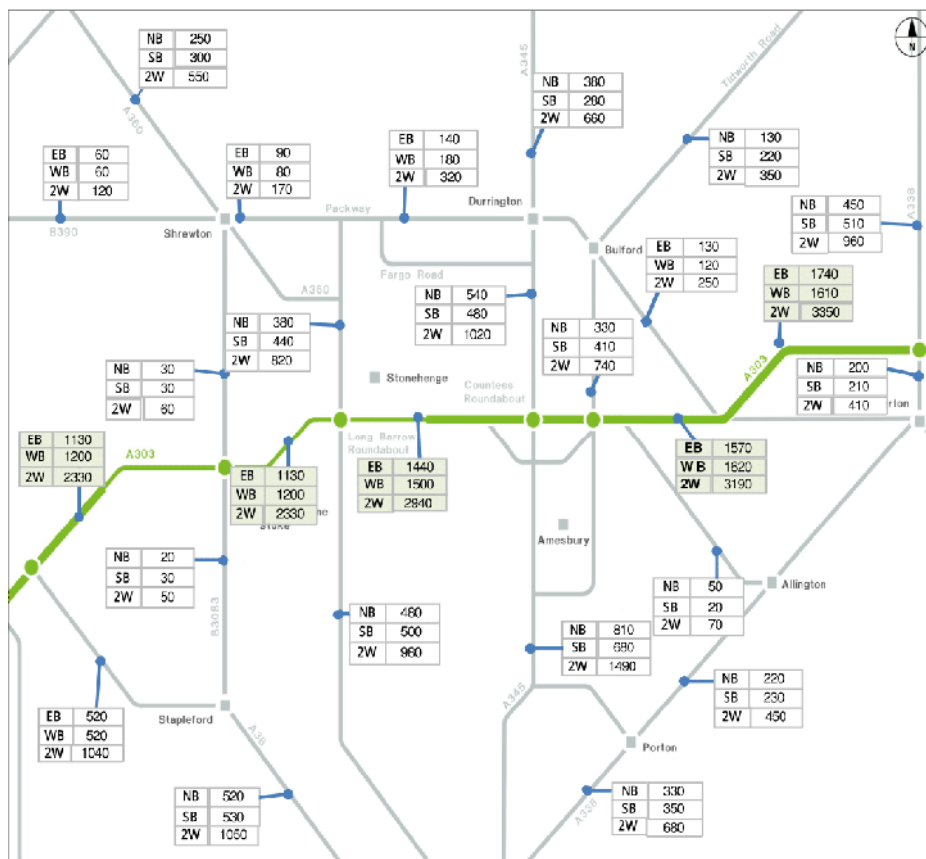 NB 250
SB 300
2W 550
A360
A345
NB 380
SB 280
2W 660
Tidworth Road
N
NB 130
SB 220
2W 350
EB 60
WB 60
2W 120
EB 90
WB 80
2W 170
EB 140
WB 180
2W 320
A338
NB 450
SB 510
2W 960
B390
Shrewton
Packway
Durrington
Bulford
EB 130
WB 120
2W 250
EB 1740
WB 1610
2W 3350
Fargo Road
A360
NB 540
SB 480
2W 1020
NB 380
SB 440
2W 820
NB 330
SB 410
2W 740
NB 30
SB 30
2W 60
Stonehenge
Countess
Roundabout
A303
NB 200
SB 210
2W 410
EB 1130
WB 1200
2W 2330
A303
Long Barrow
Roundabout
EB 1130
WB 1200
2W 2330
EB 1440
WB 1500
2W 2940
EB 1570
WB 1620
2W 3190
Amesbury
NB 20
SB 30
2W 50
B3083
NB 50
SB 20
2W 70
Allington
NB 480
SB 500
2W 980
NB 810
SB 680
2W 1490
A345
NB 220
SB 230
2W 450
EB 520
WB 520
2W 1040
Stapleford
A36
Porton
NB 520
SB 530
2W 1050
A338
NB 330
SB 350
2W 680